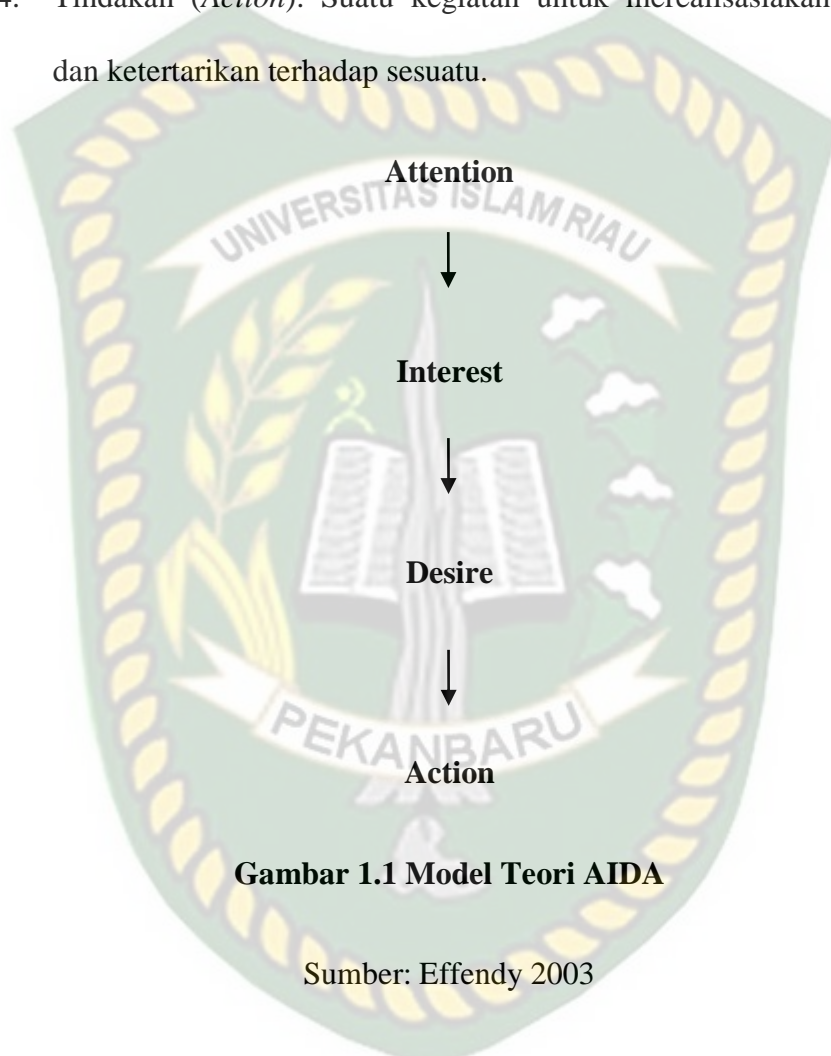 4. Tindakan (Action): Suatu kegiatan untuk merealisasiakan
dan ketertarikan terhadap sesuatu.
Attention
UNIVERSITAS ISLAM RIAU
Interest
Desire
PEKANBARU
Action
Gambar 1.1 Model Teori AIDA
Sumber: Effendy 2003